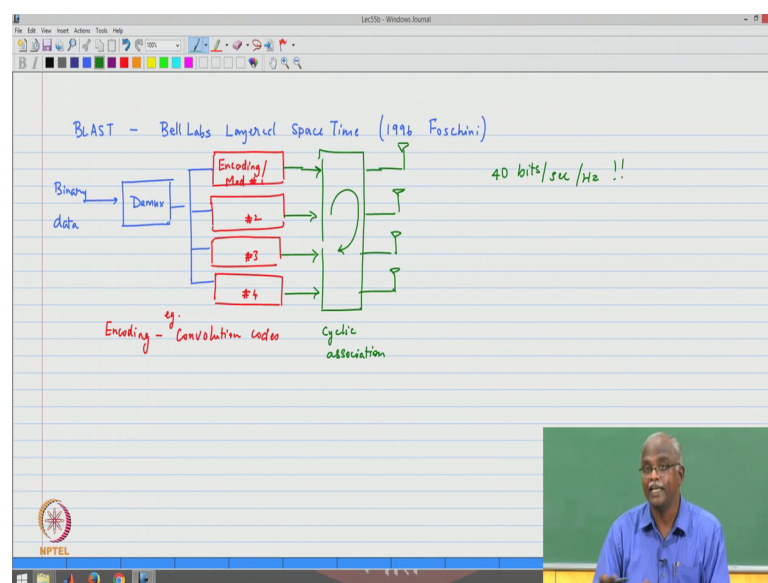 Lec55b - Windows Journal
File Edit View Insert Actions Tools Help
100%
B I
BLAST - Bell Labs Layered Space Time (1996 Foschini)
Binary data
Demux
Encoding/ Mod #1
#2
#3
#4
40 bits/sec/Hz !!
Encoding - eg. Convolution codes
Cyclic association
NPTEL